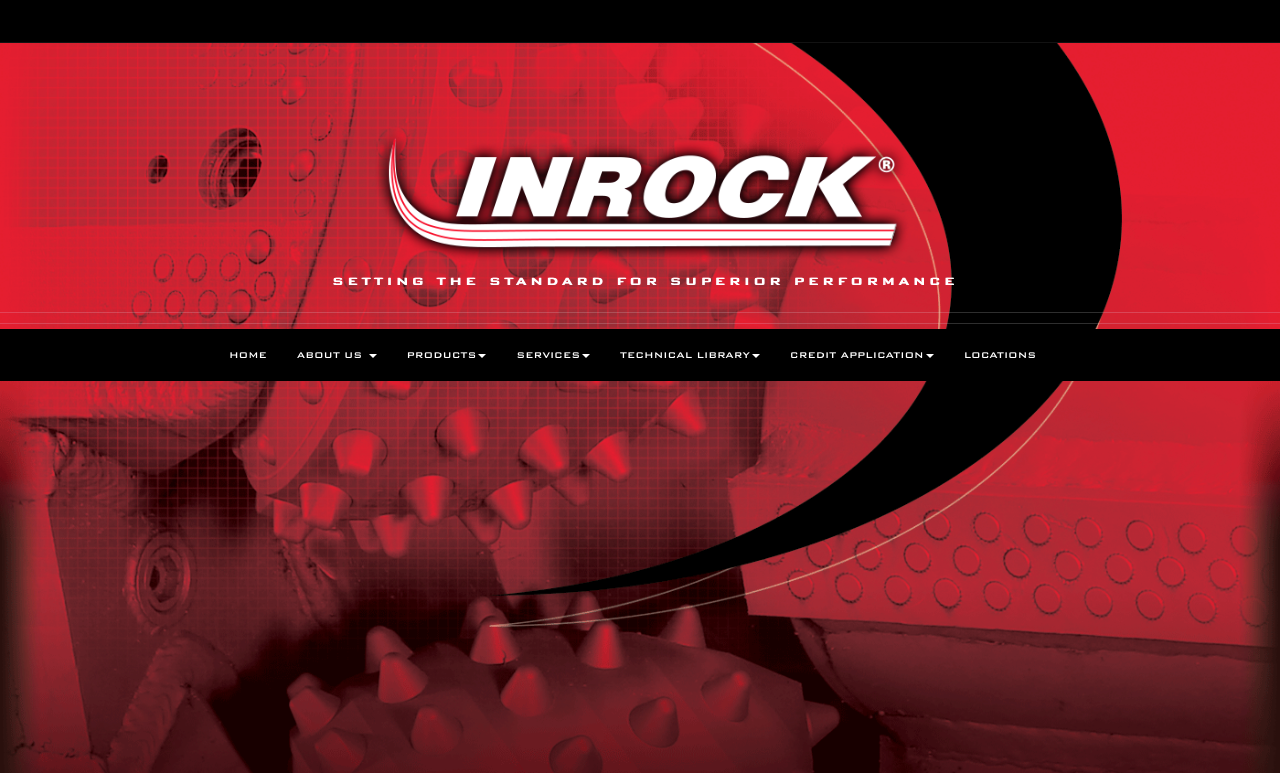 INROCK®
SETTING THE STANDARD FOR SUPERIOR PERFORMANCE
HOME ABOUT US PRODUCTS SERVICES TECHNICAL LIBRARY CREDIT APPLICATION LOCATIONS